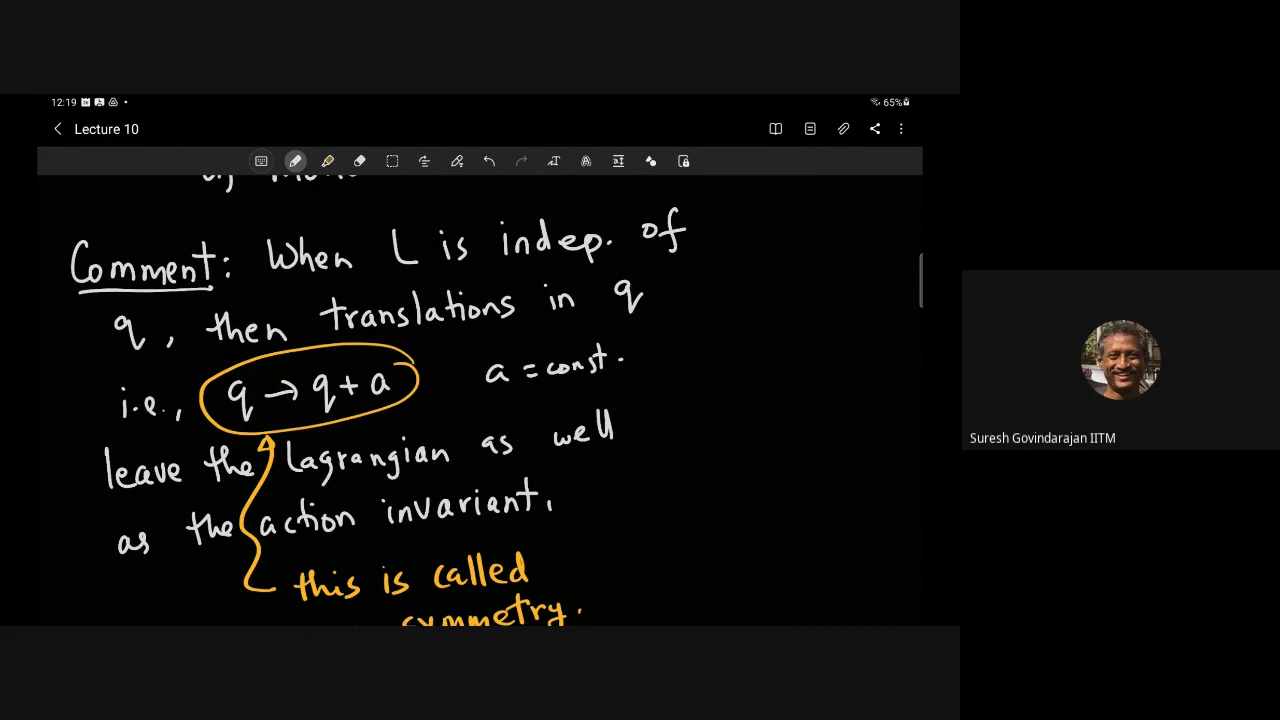 12:19
65%
Lecture 10
Comment: When L is indep. of
q, then translations in q
i.e., q → q + a a = const.
leave the Lagrangian as well
as the action invariant.
this is called
symmetry.
Suresh Govindarajan IITM